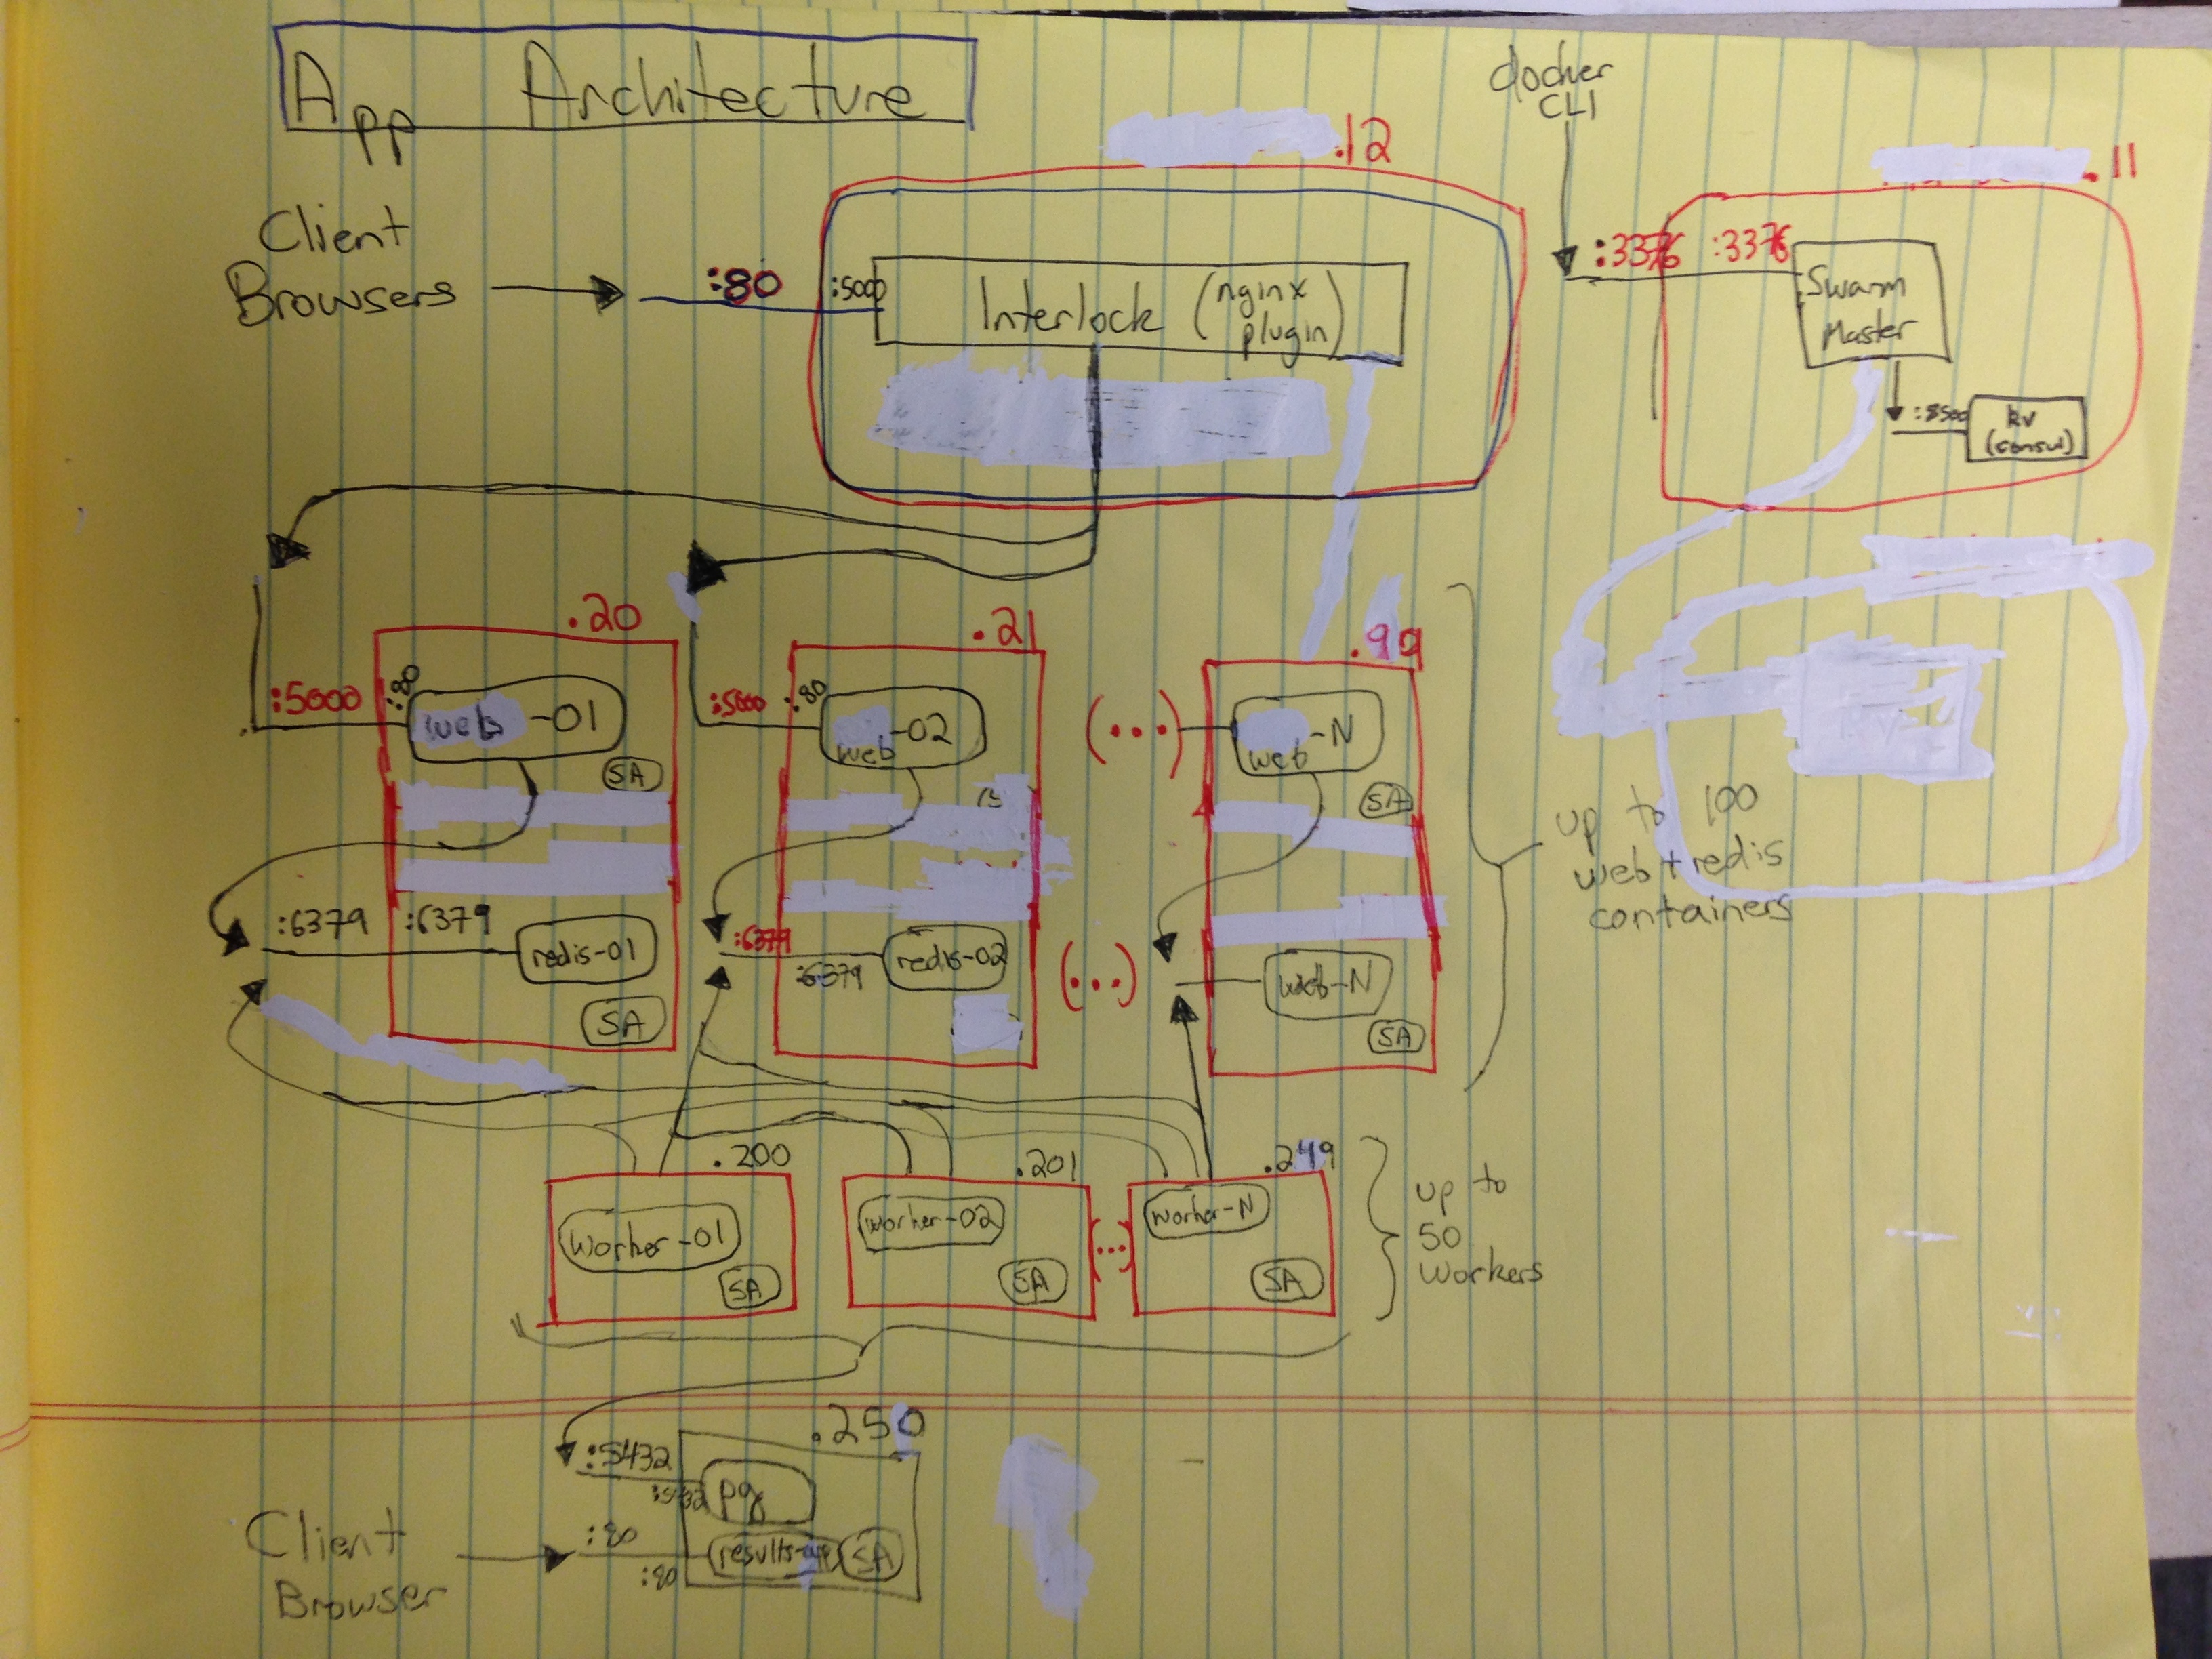 App Architecture
Client
Browsers
:80
:5000
Interlock (nginx
plugin)
.12
docker
CLI
:3376
:3376
Swarm
Master
:8500
kv
(consul)
.11
:5000
:80
web-01
SA
.20
:6379
:6379
redis-01
SA
:5000
:80
web-02
.21
:6379
:6379
redis-02
(...)
(...)
web-N
SA
.99
web-N
SA
up to 100
web + redis
containers
worker-01
SA
.200
worker-02
SA
.201
(...)
worker-N
SA
.249
up to
50
workers
:5432
:5432
pg
.250
Client
Browser
:80
:80
results-app
SA